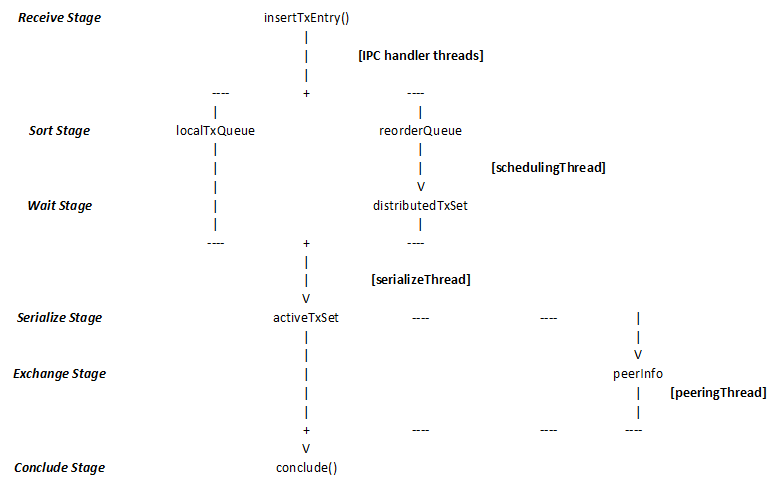 Receive Stage insertTxEntry()
|
| [IPC handler threads]
|
---- + ----
| |
Sort Stage localTxQueue reorderQueue
| |
| | [schedulingThread]
| V
Wait Stage | distributedTxSet
| |
---- + ----
|
| [serializeThread]
V
Serialize Stage activeTxSet ---- ---- |
| |
| V
Exchange Stage | peerInfo
| | [peeringThread]
| |
+ ---- ---- ----
V
Conclude Stage conclude()